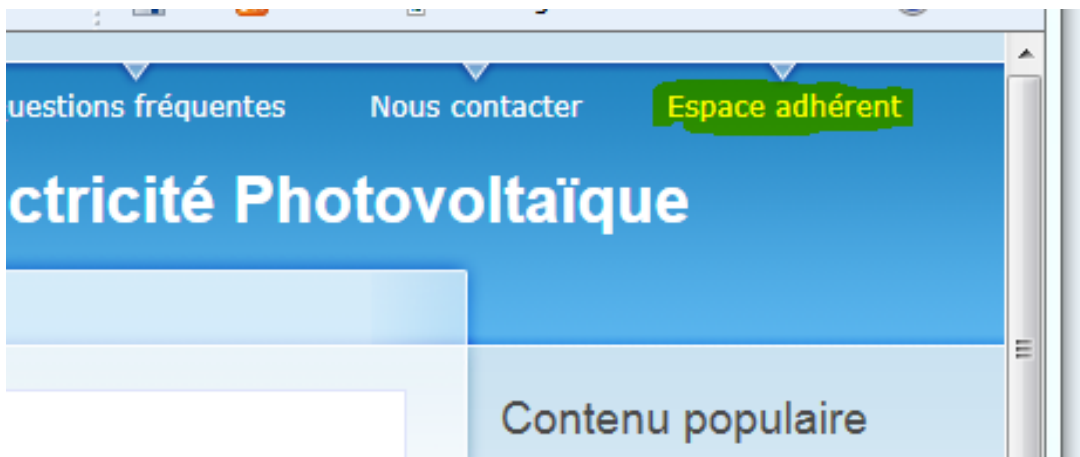 uestions fréquentes Nous contacter Espace adhérent
ctricité Photovoltaïque
Contenu populaire